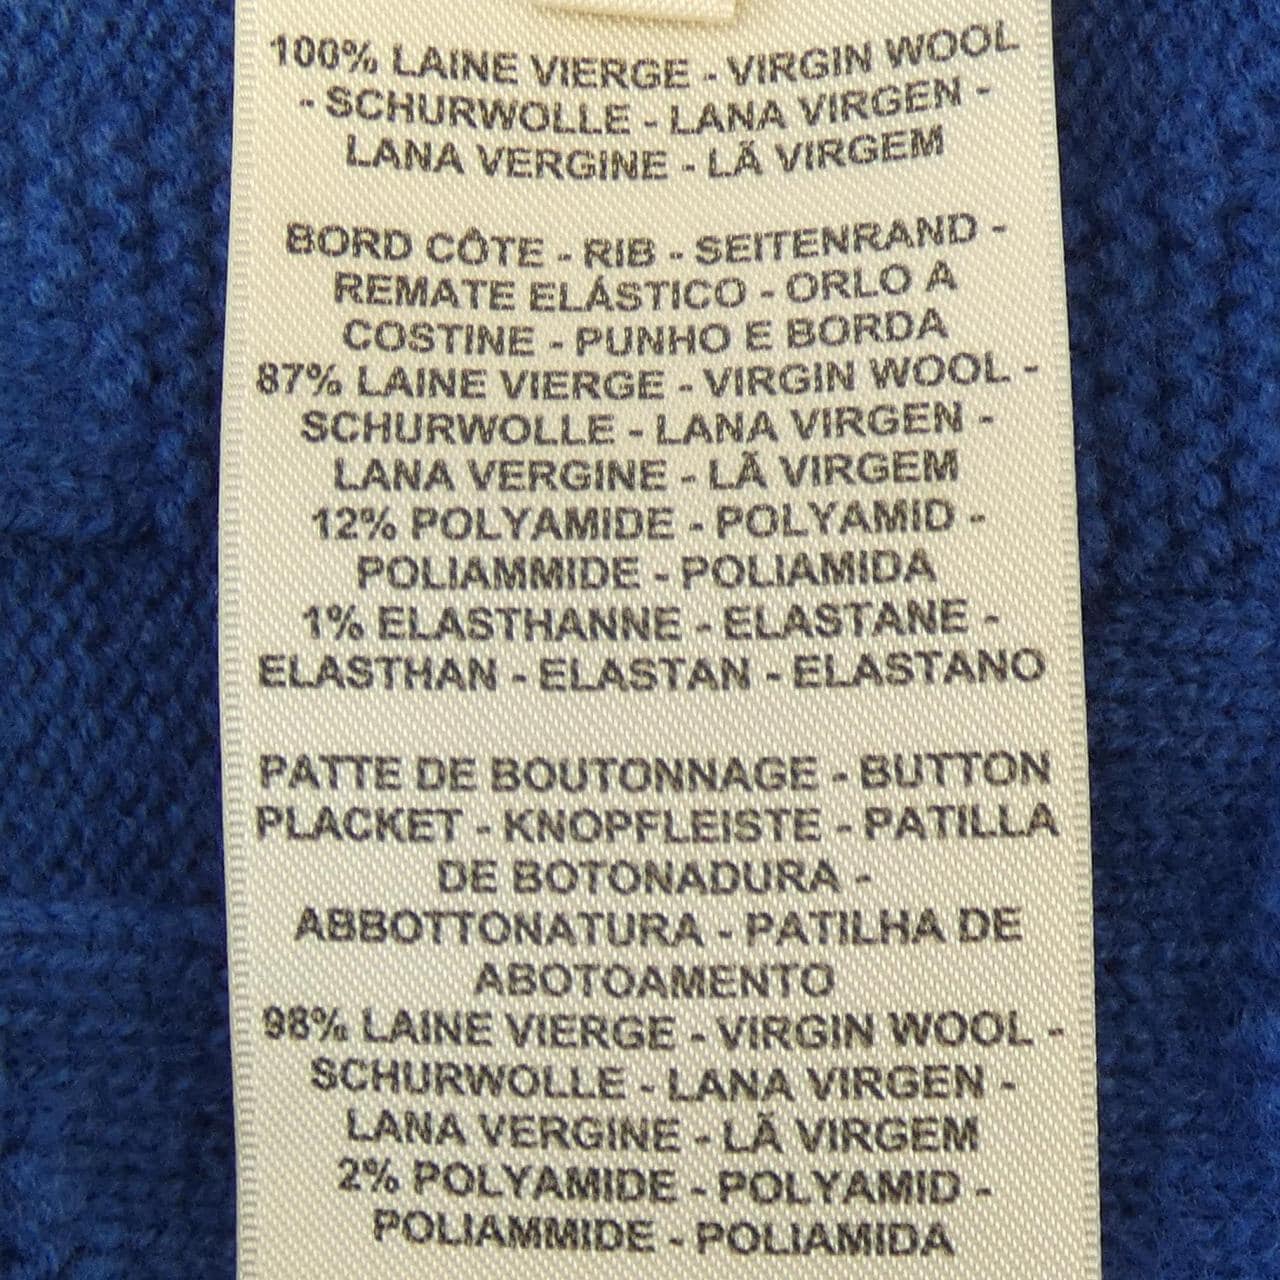 100% LAINE VIERGE - VIRGIN WOOL
- SCHURWOLLE - LANA VIRGEN -
LANA VERGINE - LÃ VIRGEM
BORD CÔTE - RIB - SEITENRAND -
REMATE ELÁSTICO - ORLO A
COSTINE - PUNHO E BORDA
87% LAINE VIERGE - VIRGIN WOOL -
SCHURWOLLE - LANA VIRGEN -
LANA VERGINE - LÃ VIRGEM
12% POLYAMIDE - POLYAMID -
POLIAMMIDE - POLIAMIDA
1% ELASTHANNE - ELASTANE -
ELASTHAN - ELASTAN - ELASTANO
PATTE DE BOUTONNAGE - BUTTON
PLACKET - KNOPFLEISTE - PATILLA
DE BOTONADURA -
ABBOTTONATURA - PATILHA DE
ABOTOAMENTO
98% LAINE VIERGE - VIRGIN WOOL -
SCHURWOLLE - LANA VIRGEN -
LANA VERGINE - LÃ VIRGEM
2% POLYAMIDE - POLYAMID -
POLIAMMIDE - POLIAMIDA